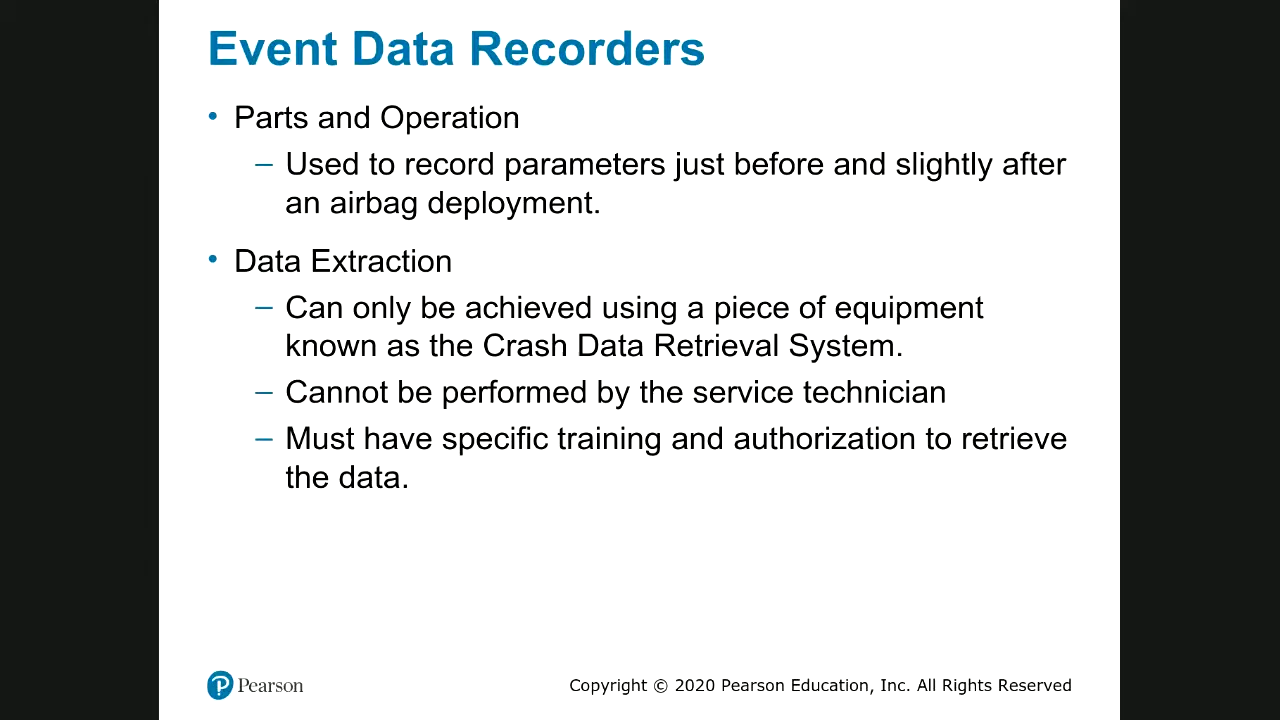 Event Data Recorders
• Parts and Operation
– Used to record parameters just before and slightly after
an airbag deployment.
• Data Extraction
– Can only be achieved using a piece of equipment
known as the Crash Data Retrieval System.
– Cannot be performed by the service technician
– Must have specific training and authorization to retrieve
the data.
Pearson
Copyright © 2020 Pearson Education, Inc. All Rights Reserved